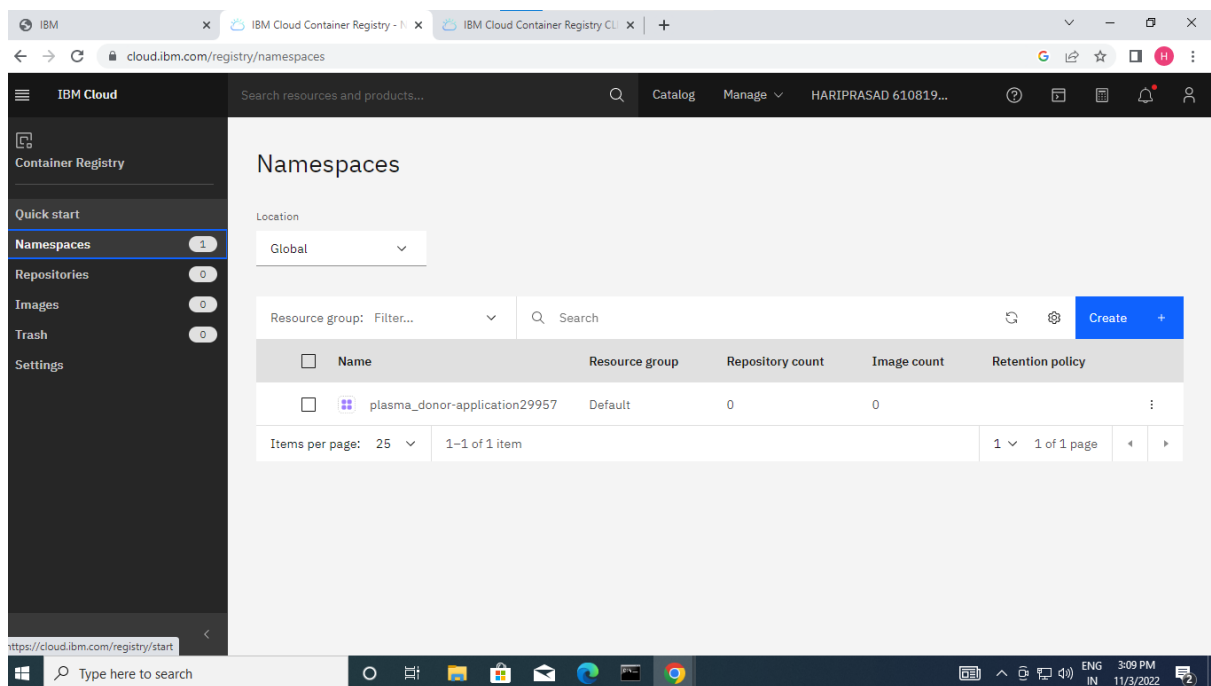 IBM
IBM Cloud Container Registry - N
IBM Cloud Container Registry CLI
cloud.ibm.com/registry/namespaces
H
IBM Cloud
Search resources and products...
Catalog
Manage
HARIPRASAD 610819...
Container Registry
Quick start
Namespaces 1
Repositories 0
Images 0
Trash 0
Settings
Namespaces
Location
Global
Resource group: Filter...
Search
Create +
Name Resource group Repository count Image count Retention policy
plasma_donor-application29957 Default 0 0
Items per page: 25 1–1 of 1 item 1 1 of 1 page
https://cloud.ibm.com/registry/start
Type here to search
ENG
IN
3:09 PM
11/3/2022
2